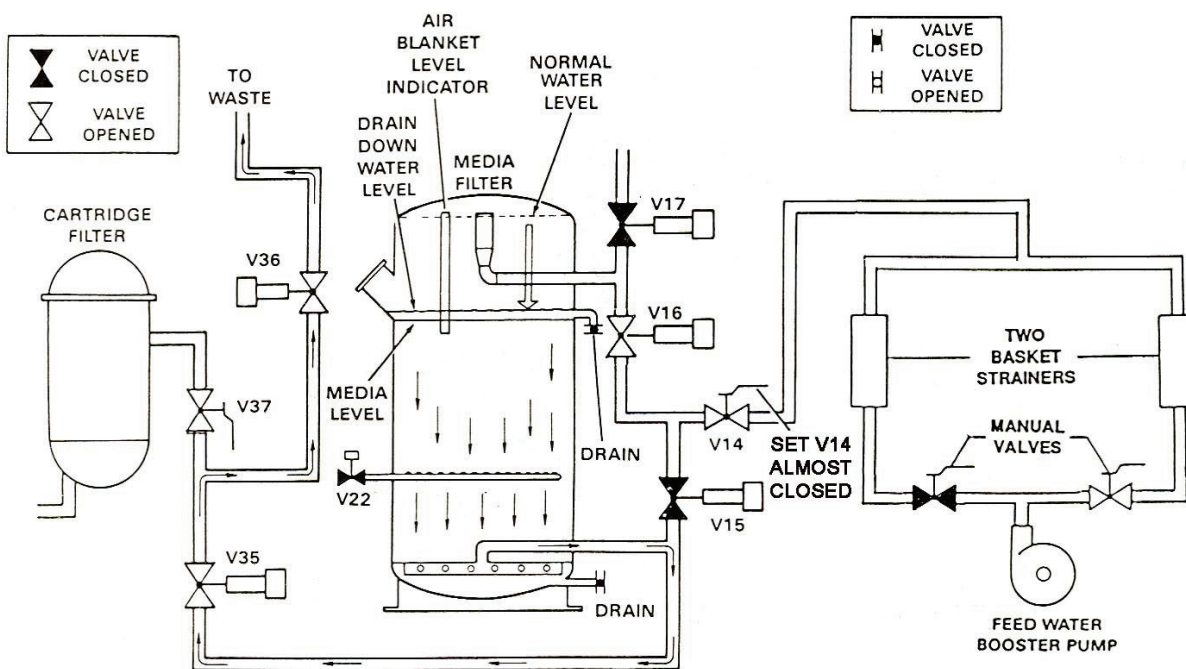 VALVE
CLOSED
VALVE
OPENED
TO
WASTE
AIR
BLANKET
LEVEL
INDICATOR
NORMAL
WATER
LEVEL
DRAIN
DOWN
WATER
LEVEL
MEDIA
FILTER
VALVE
CLOSED
VALVE
OPENED
CARTRIDGE
FILTER
V17
V36
V16
TWO
BASKET
STRAINERS
V37
MEDIA
LEVEL
DRAIN
V14
SET V14
ALMOST
CLOSED
MANUAL
VALVES
V22
V15
V35
DRAIN
FEED WATER
BOOSTER PUMP